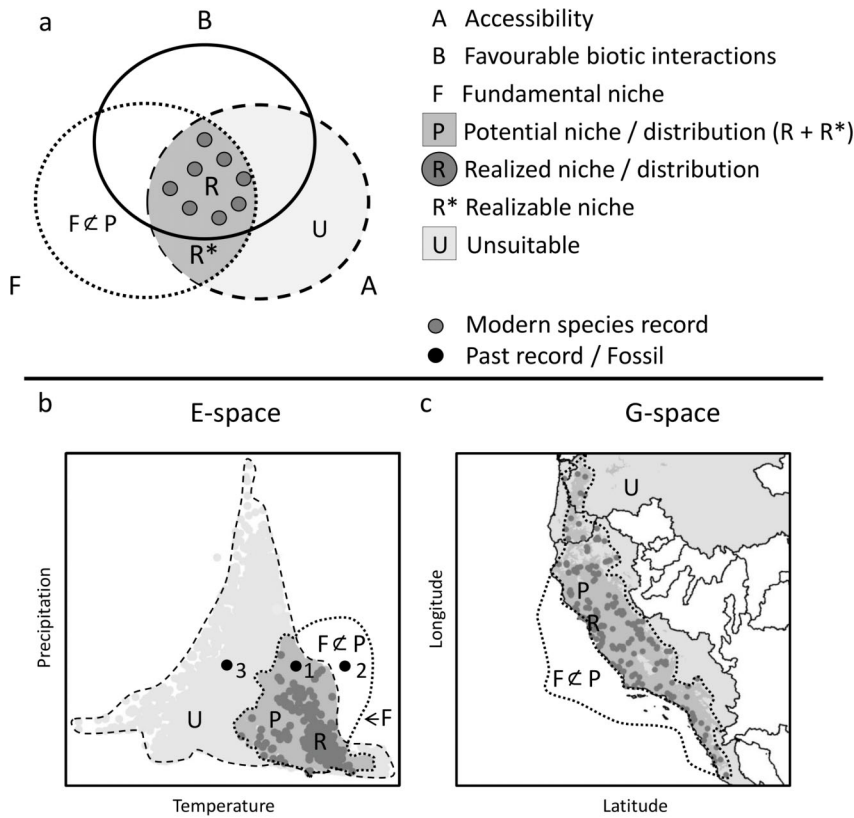 a
B
F ⊄ P
R
R*
U
F
A
A Accessibility
B Favourable biotic interactions
F Fundamental niche
P Potential niche / distribution (R + R*)
R Realized niche / distribution
R* Realizable niche
U Unsuitable
Modern species record
Past record / Fossil
b
E-space
Precipitation
F ⊄ P
3
1
2
U
P
F
R
Temperature
c
G-space
Longitude
U
P
R
F ⊄ P
Latitude